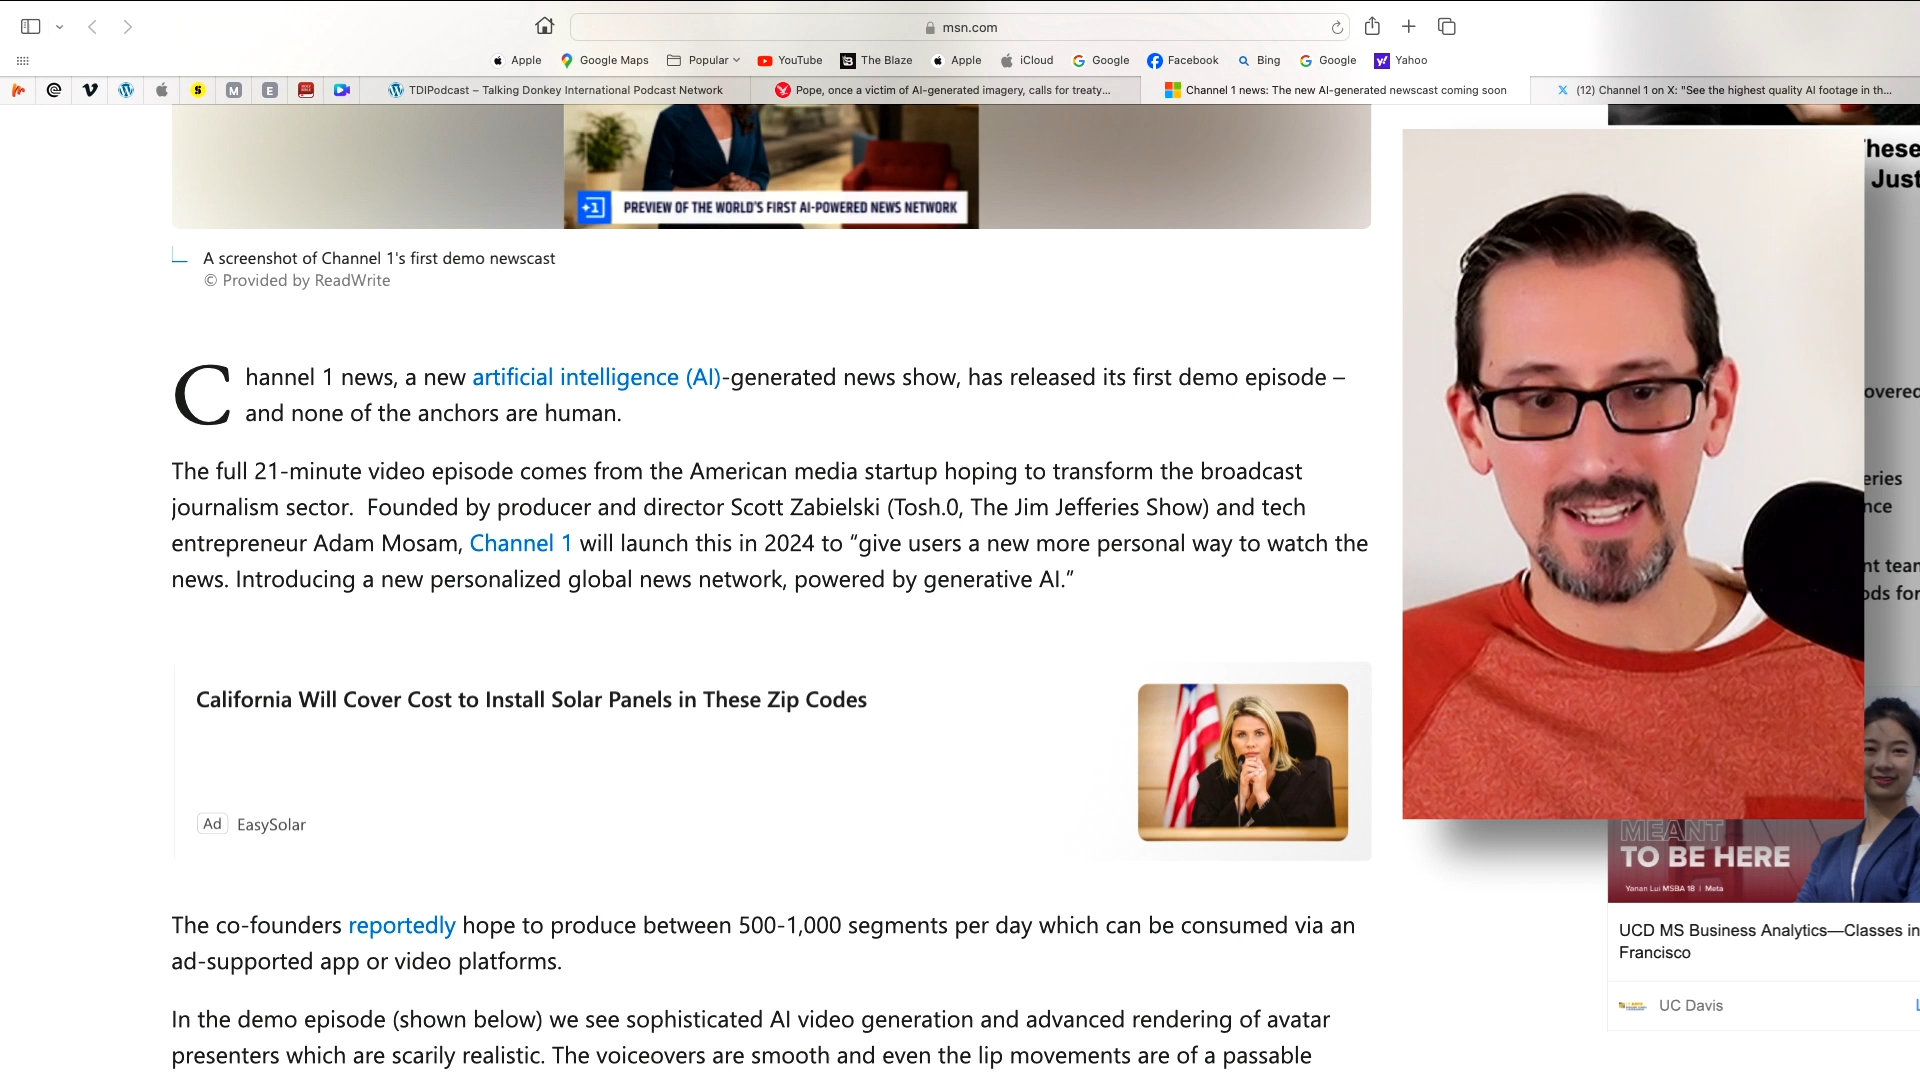 msn.com
Apple
Google Maps
Popular
YouTube
The Blaze
Apple
iCloud
Google
Facebook
Bing
Google
Yahoo
TDIPodcast – Talking Donkey International Podcast Network
Pope, once a victim of AI-generated imagery, calls for treaty...
Channel 1 news: The new AI-generated newscast coming soon
(12) Channel 1 on X: "See the highest quality AI footage in th...
PREVIEW OF THE WORLD'S FIRST AI-POWERED NEWS NETWORK
A screenshot of Channel 1's first demo newscast
© Provided by ReadWrite
Channel 1 news, a new artificial intelligence (AI)-generated news show, has released its first demo episode –
and none of the anchors are human.
The full 21-minute video episode comes from the American media startup hoping to transform the broadcast
journalism sector.  Founded by producer and director Scott Zabielski (Tosh.0, The Jim Jefferies Show) and tech
entrepreneur Adam Mosam, Channel 1 will launch this in 2024 to “give users a new more personal way to watch the
news. Introducing a new personalized global news network, powered by generative AI.”
California Will Cover Cost to Install Solar Panels in These Zip Codes
Ad EasySolar
The co-founders reportedly hope to produce between 500-1,000 segments per day which can be consumed via an
ad-supported app or video platforms.
In the demo episode (shown below) we see sophisticated AI video generation and advanced rendering of avatar
presenters which are scarily realistic. The voiceovers are smooth and even the lip movements are of a passable
Just
MEANT
TO BE HERE
Yanan Lui MSBA 18 | Meta
UCD MS Business Analytics—Classes in
Francisco
UC Davis